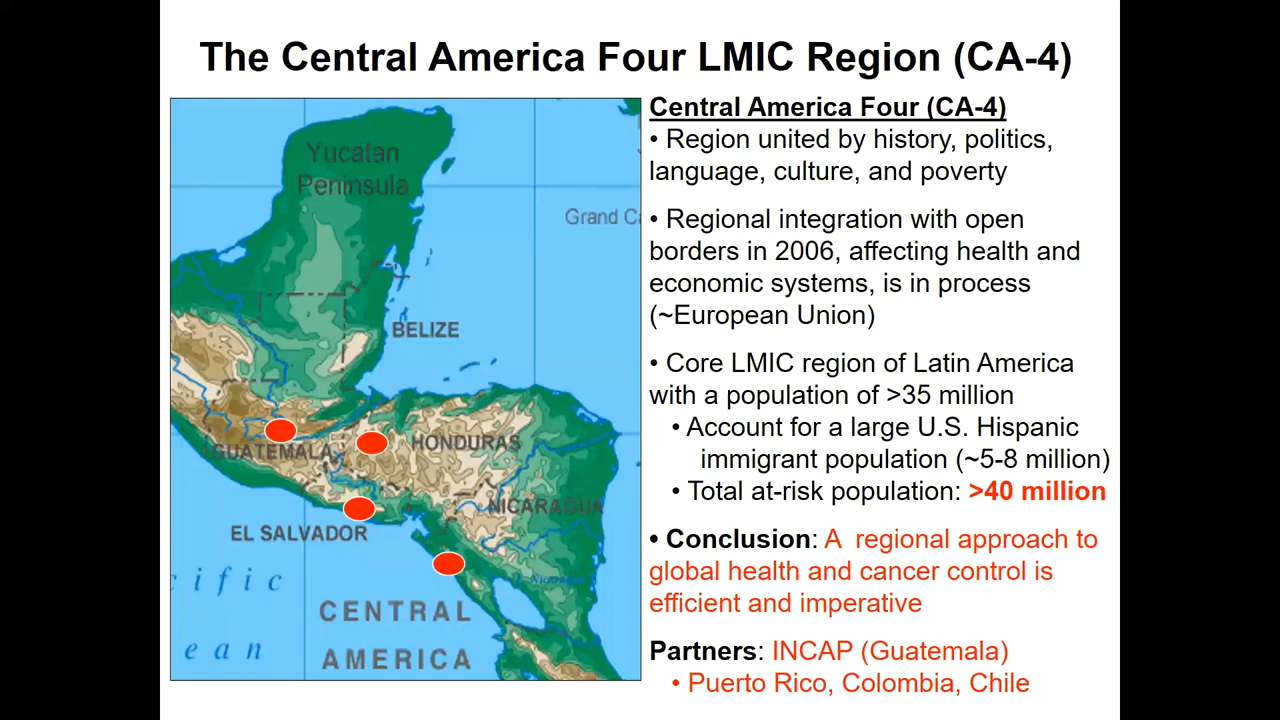 The Central America Four LMIC Region (CA-4)
Yucatan
Peninsula
BELIZE
GUATEMALA
HONDURAS
NICARAGUA
EL SALVADOR
cific
ean
CENTRAL
AMERICA
Central America Four (CA-4)
• Region united by history, politics,
language, culture, and poverty
• Regional integration with open
borders in 2006, affecting health and
economic systems, is in process
(~European Union)
• Core LMIC region of Latin America
with a population of >35 million
• Account for a large U.S. Hispanic
immigrant population (~5-8 million)
• Total at-risk population: >40 million
• Conclusion: A  regional approach to
global health and cancer control is
efficient and imperative
Partners: INCAP (Guatemala)
• Puerto Rico, Colombia, Chile